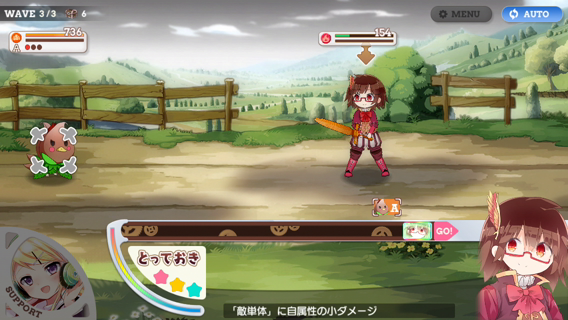 WAVE 3/3 6
MENU
AUTO
736
A
154
A
GO!
とっておき
SUPPORT
「敵単体」に自属性の小ダメージ